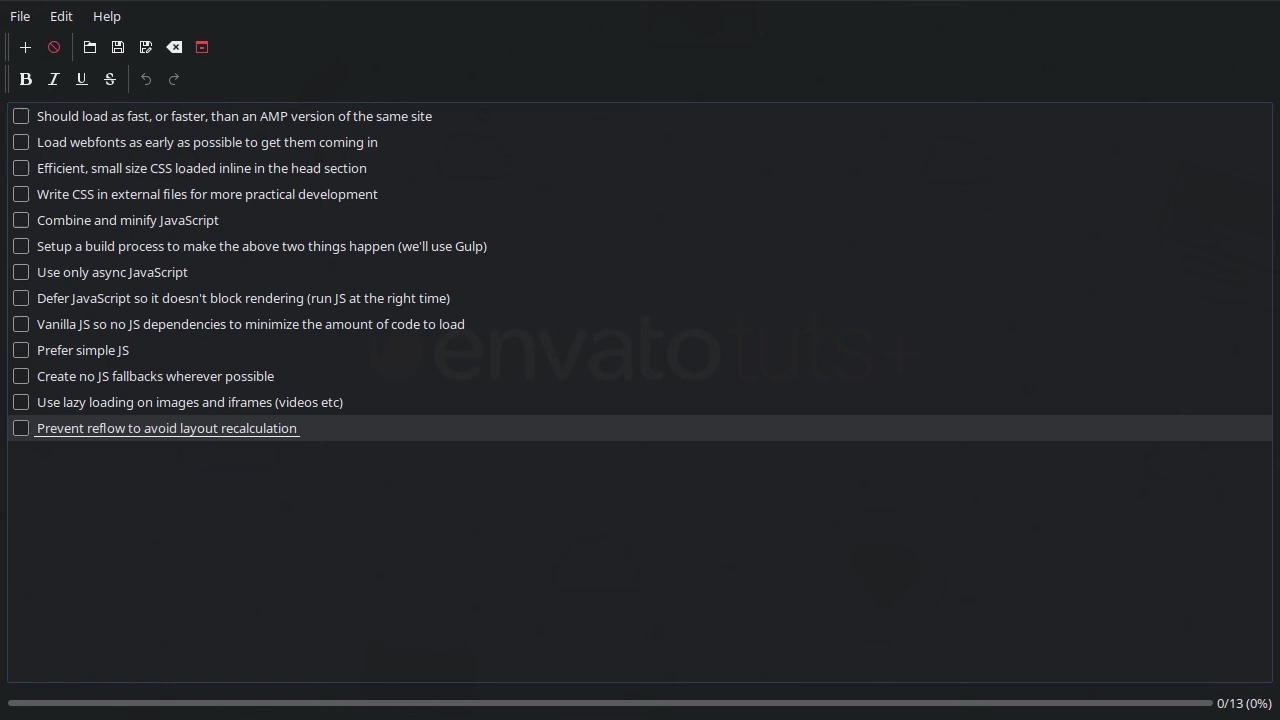 File Edit Help
B I U S
Should load as fast, or faster, than an AMP version of the same site
Load webfonts as early as possible to get them coming in
Efficient, small size CSS loaded inline in the head section
Write CSS in external files for more practical development
Combine and minify JavaScript
Setup a build process to make the above two things happen (we'll use Gulp)
Use only async JavaScript
Defer JavaScript so it doesn't block rendering (run JS at the right time)
Vanilla JS so no JS dependencies to minimize the amount of code to load
envatotuts+
Prefer simple JS
Create no JS fallbacks wherever possible
Use lazy loading on images and iframes (videos etc)
Prevent reflow to avoid layout recalculation
0/13 (0%)